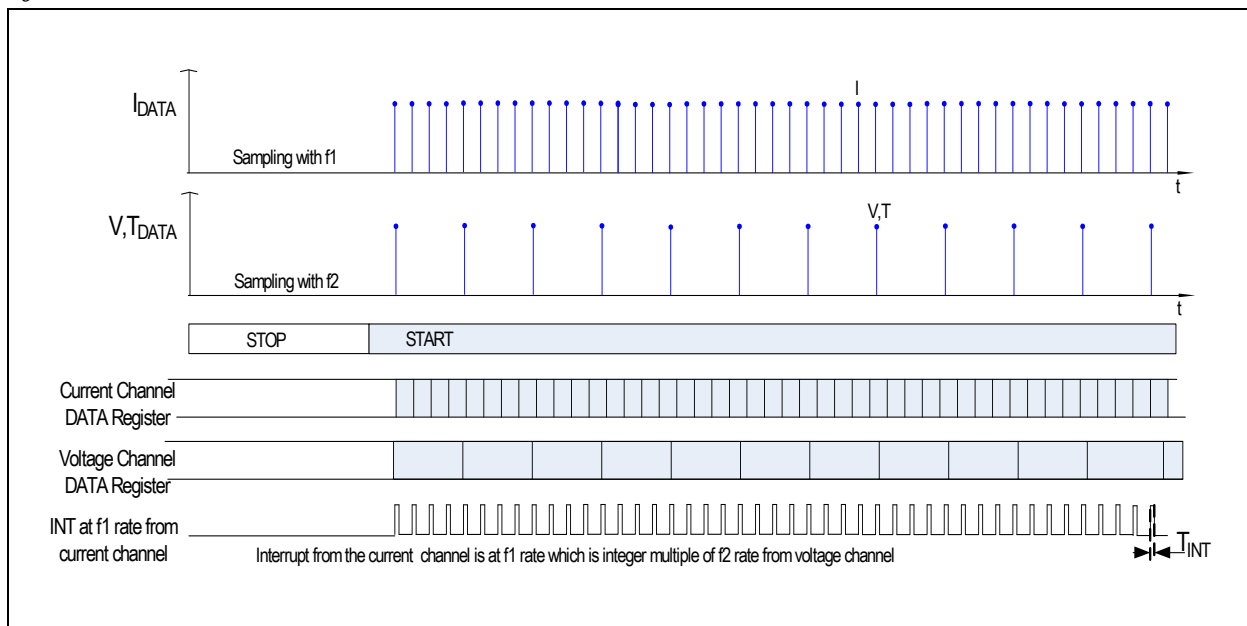 I
IDATA
Sampling with f1
t
V,T
V,TDATA
Sampling with f2
t
STOP
START
Current Channel
DATA Register
Voltage Channel
DATA Register
INT at f1 rate from
current channel
Interrupt from the current channel is at f1 rate which is integer multiple of f2 rate from voltage channel
TINT